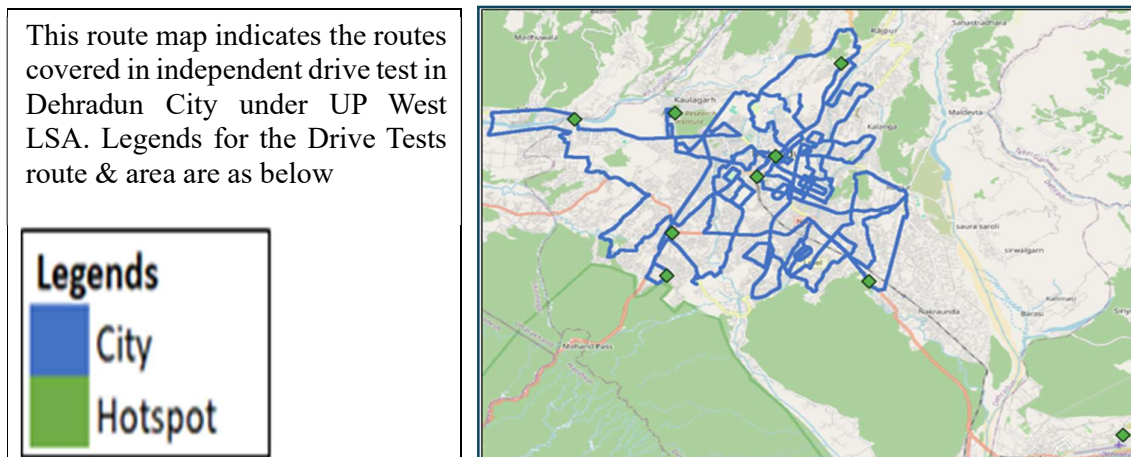 This route map indicates the routes
covered in independent drive test in
Dehradun City under UP West
LSA. Legends for the Drive Tests
route & area are as below
Legends
City
Hotspot
Sahastradhara
Rajpur
Madhuwala
Kaulagarh
Maldevta
Kalanga
saura saroli
sirwalgarh
Kalimati
Nakraunda
Barasi
Mohand Pass